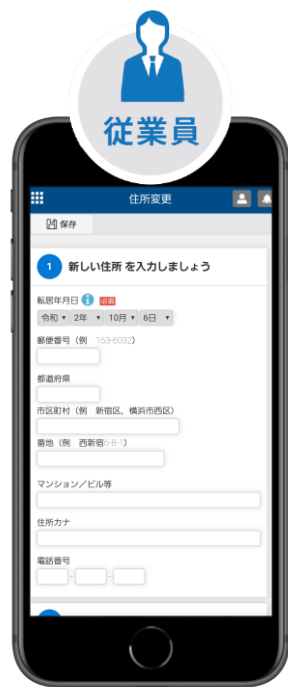 従業員
住所変更
保存
1 新しい住所 を入力しましょう
転居年月日 i 必須
令和 ▾ 2年 ▾ 10月 ▾ 6日 ▾
郵便番号（例 163-6032）
都道府県
市区町村（例 新宿区、横浜市西区）
番地（例 西新宿6-8-1）
マンション／ビル等
住所カナ
電話番号
- -